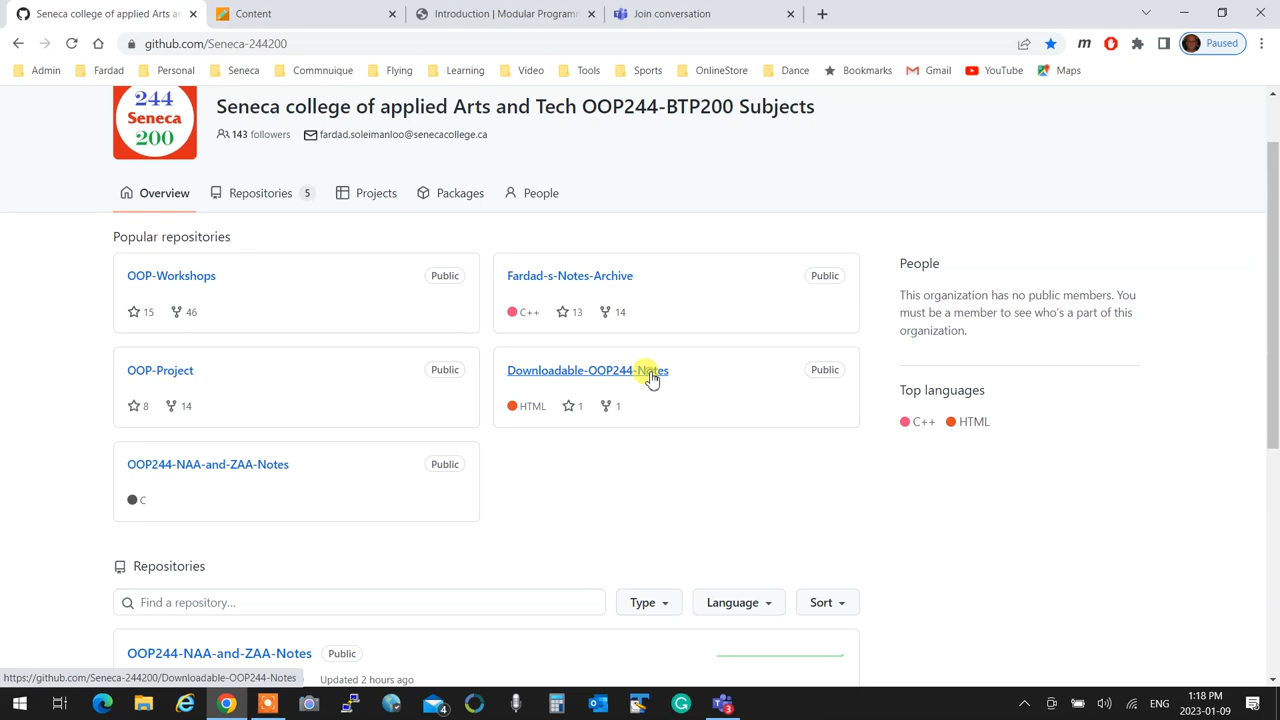 Seneca college of applied Arts an
Content
Introduction | Modular Programm
Join conversation
github.com/Seneca-244200
Paused
Admin
Fardad
Personal
Seneca
Commnuique
Flying
Learning
Video
Tools
Sports
OnlineStore
Dance
Bookmarks
Gmail
YouTube
Maps
244
Seneca
200
Seneca college of applied Arts and Tech OOP244-BTP200 Subjects
143 followers
fardad.soleimanloo@senecacollege.ca
Overview
Repositories 5
Projects
Packages
People
Popular repositories
OOP-Workshops
Public
15
46
Fardad-s-Notes-Archive
Public
C++
13
14
OOP-Project
Public
8
14
Downloadable-OOP244-Notes
Public
HTML
1
1
OOP244-NAA-and-ZAA-Notes
Public
C
People
This organization has no public members. You
must be a member to see who's a part of this
organization.
Top languages
C++
HTML
Repositories
Find a repository...
Type
Language
Sort
OOP244-NAA-and-ZAA-Notes
Public
Updated 2 hours ago
https://github.com/Seneca-244200/Downloadable-OOP244-Notes
4
3
ENG
1:18 PM
2023-01-09